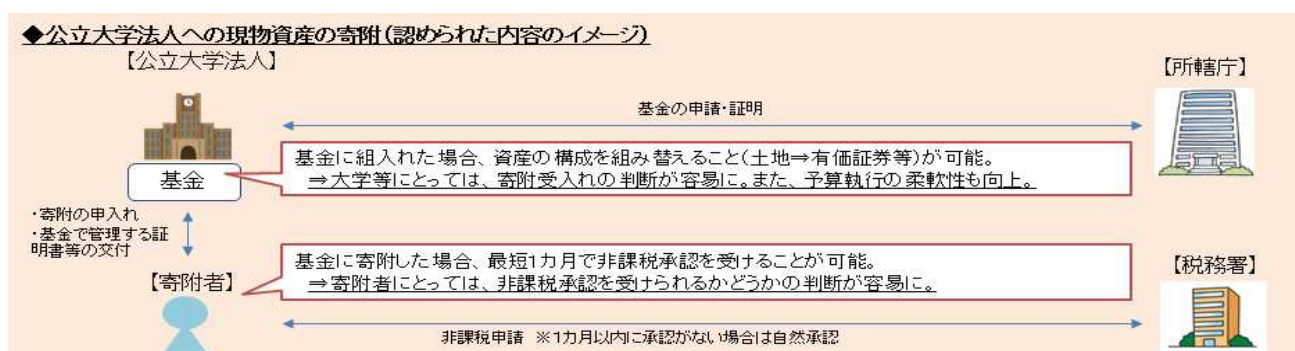 ◆公立大学法人への現物資産の寄附(認められた内容のイメージ)
【公立大学法人】
【所轄庁】
基金の申請・証明
基金に組入れた場合、資産の構成を組み替えること(土地⇒有価証券等)が可能。
⇒大学等にとっては、寄附受入れの判断が容易に。また、予算執行の柔軟性も向上。
基金
・寄附の申入れ
・基金で管理する証
明書等の交付
基金に寄附した場合、最短1カ月で非課税承認を受けることが可能。
⇒寄附者にとっては、非課税承認を受けられるかどうかの判断が容易に。
【寄附者】
【税務署】
非課税申請 ※1カ月以内に承認がない場合は自然承認